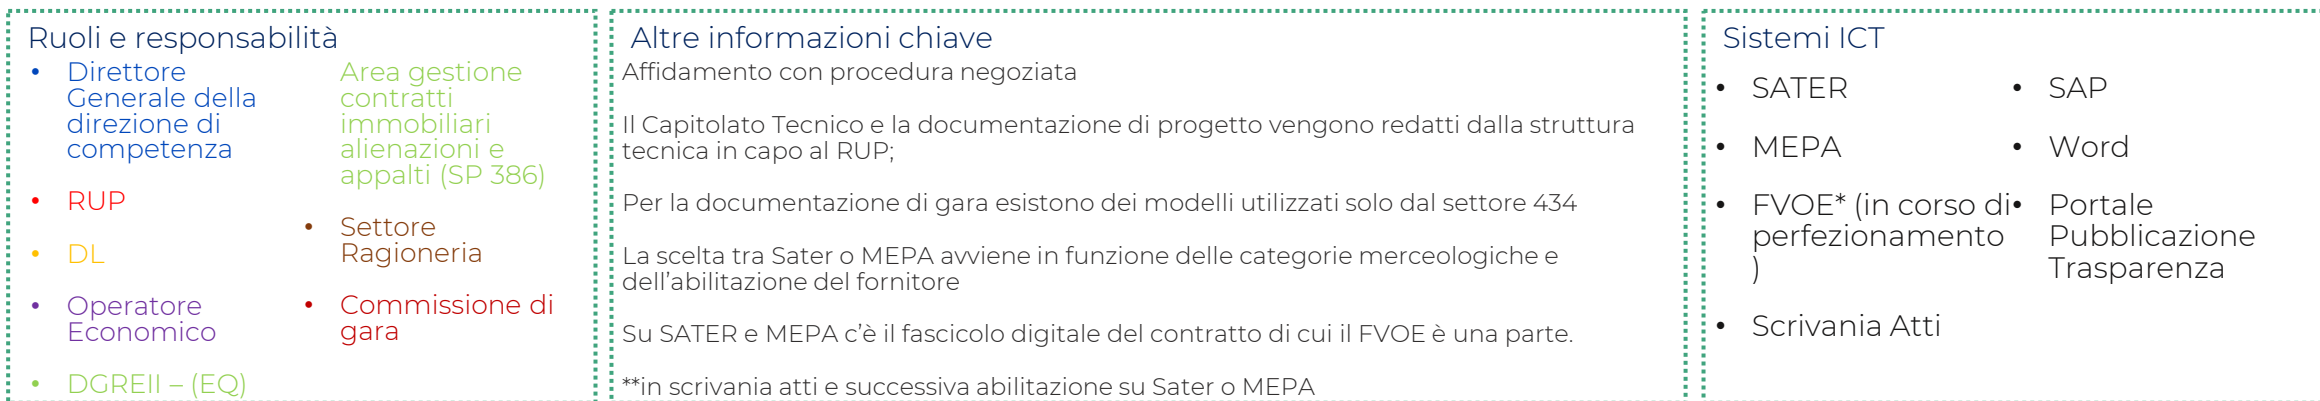 Ruoli e responsabilità
• Direttore
Generale della
direzione di
competenza
• RUP
• DL
• Operatore
Economico
• DGREII – (EQ)
Area gestione
contratti
immobiliari
alienazioni e
appalti (SP 386)
• Settore
Ragioneria
• Commissione di
gara
Altre informazioni chiave
Affidamento con procedura negoziata
Il Capitolato Tecnico e la documentazione di progetto vengono redatti dalla struttura
tecnica in capo al RUP;
Per la documentazione di gara esistono dei modelli utilizzati solo dal settore 434
La scelta tra Sater o MEPA avviene in funzione delle categorie merceologiche e
dell’abilitazione del fornitore
Su SATER e MEPA c’è il fascicolo digitale del contratto di cui il FVOE è una parte.
**in scrivania atti e successiva abilitazione su Sater o MEPA
Sistemi ICT
• SATER
• MEPA
• FVOE* (in corso di
perfezionamento
)
• Scrivania Atti
• SAP
• Word
• Portale
Pubblicazione
Trasparenza